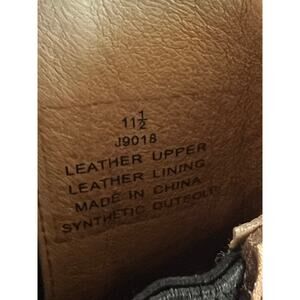 11½
J9018
LEATHER UPPER
LEATHER LINING
MADE IN CHINA
SYNTHETIC OUTSOLE